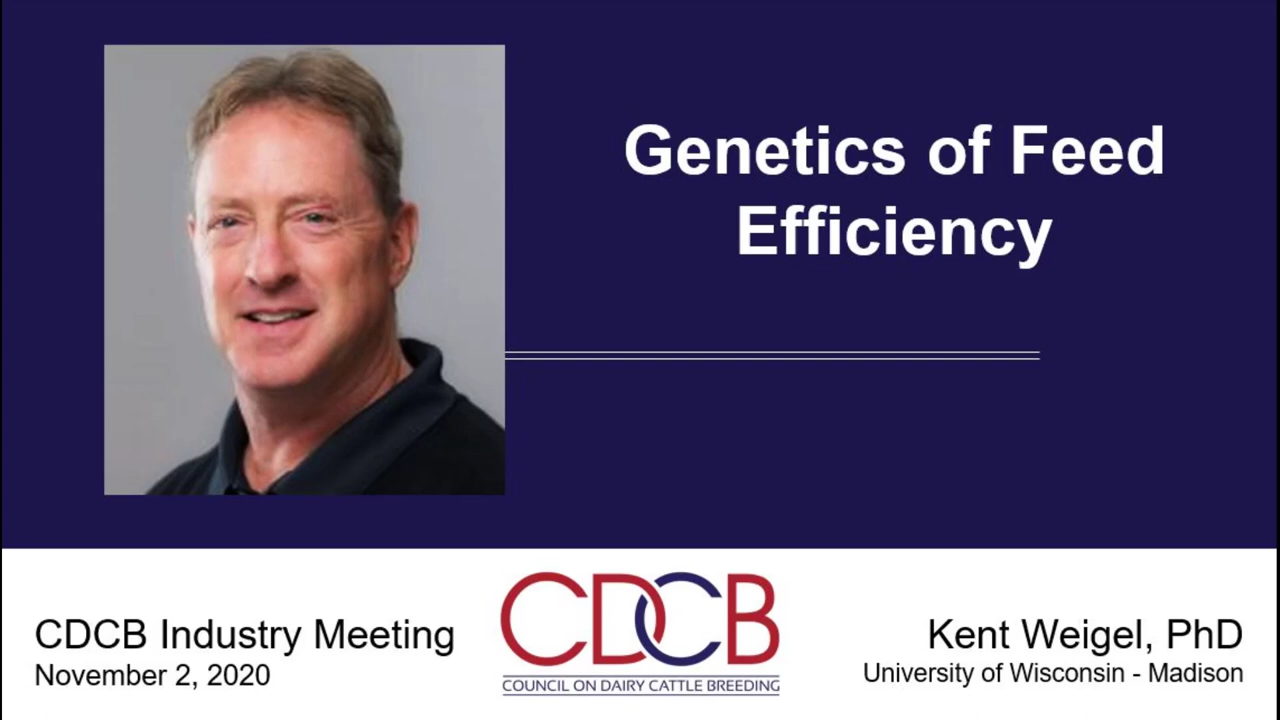 Genetics of Feed
Efficiency
CDCB Industry Meeting
November 2, 2020
CDCB
COUNCIL ON DAIRY CATTLE BREEDING
Kent Weigel, PhD
University of Wisconsin - Madison